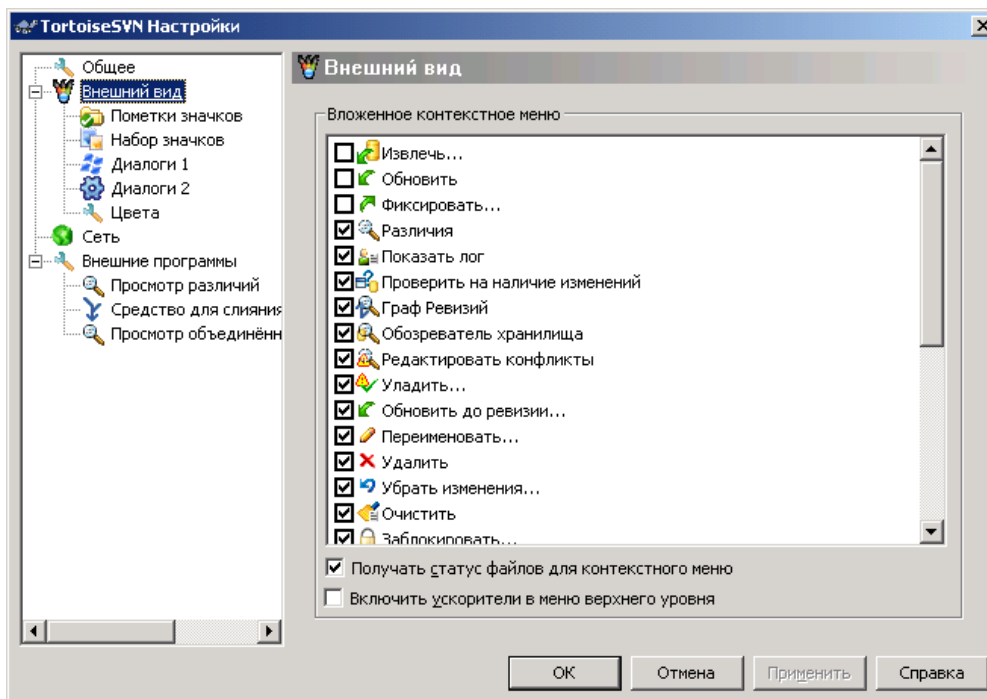 TortoiseSVN Настройки
Общее
Внешний вид
Пометки значков
Набор значков
Диалоги 1
Диалоги 2
Цвета
Сеть
Внешние программы
Просмотр различий
Средство для слияния
Просмотр объединённ
Внешний вид
Вложенное контекстное меню
Извлечь...
Обновить
Фиксировать...
Различия
Показать лог
Проверить на наличие изменений
Граф Ревизий
Обозреватель хранилища
Редактировать конфликты
Уладить...
Обновить до ревизии...
Переименовать...
Удалить
Убрать изменения...
Очистить
Заблокировать...
Получать статус файлов для контекстного меню
Включить ускорители в меню верхнего уровня
ОК
Отмена
Применить
Справка